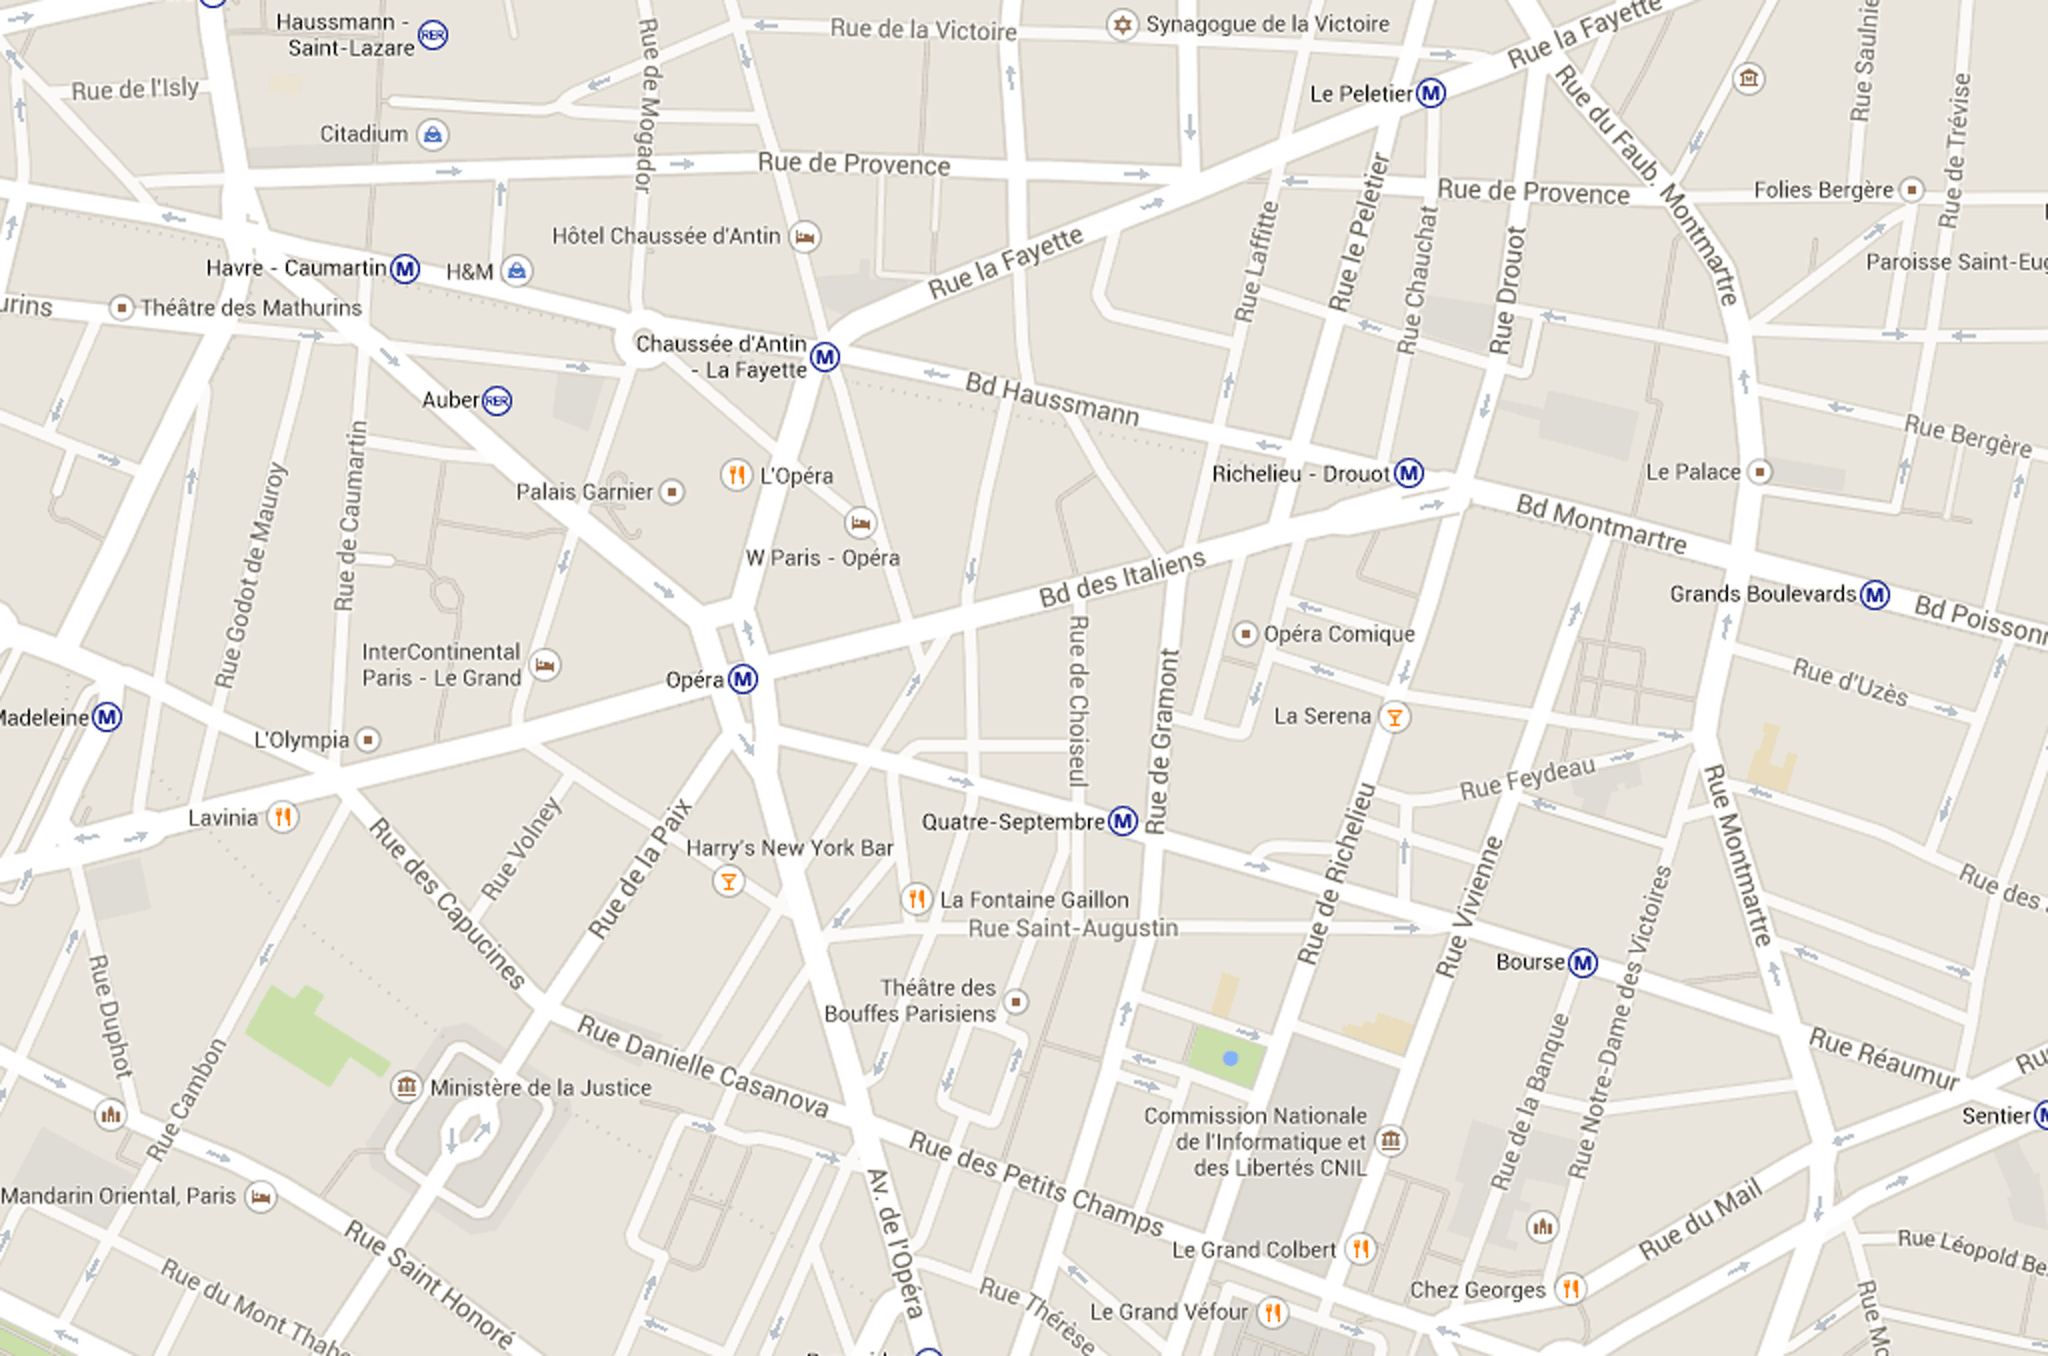 Haussmann -
Saint-Lazare
RER
Rue de Mogador
Rue de la Victoire
Synagogue de la Victoire
Rue la Fayette
Rue Saulnie
Rue de l'Isly
Le Peletier
M
Rue du Faub. Montmartre
Rue de Trévise
Citadium
Rue de Provence
Rue de Provence
Folies Bergère
Rue le Peletier
Rue Laffitte
Rue Chauchat
Rue Drouot
Hôtel Chaussée d'Antin
Rue la Fayette
Paroisse Saint-Eug
Havre - Caumartin
M
H&M
urins
Théâtre des Mathurins
Chaussée d'Antin
- La Fayette
M
Bd Haussmann
Auber
RER
Rue Bergère
Rue de Caumartin
Rue Godot de Mauroy
Palais Garnier
L'Opéra
Richelieu - Drouot
M
Le Palace
Bd Montmartre
W Paris - Opéra
Bd des Italiens
Grands Boulevards
M
Bd Poissonn
Opéra Comique
InterContinental
Paris - Le Grand
Rue de Choiseul
Rue de Gramont
Rue d'Uzès
Opéra
M
Madeleine
M
L'Olympia
La Serena
Rue Feydeau
Lavinia
Rue des Capucines
Rue Volney
Rue de la Paix
Harry's New York Bar
Quatre-Septembre
M
Rue de Richelieu
Rue Vivienne
Rue Montmartre
Rue des
La Fontaine Gaillon
Rue Saint-Augustin
Rue Notre-Dame des Victoires
Bourse
M
Rue Duphot
Théâtre des
Bouffes Parisiens
Rue Danielle Casanova
Rue de la Banque
Rue Réaumur
Ru
Rue Cambon
Ministère de la Justice
Commission Nationale
de l'Informatique et
des Libertés CNIL
Sentier
M
Rue des Petits Champs
Av. de l'Opéra
Mandarin Oriental, Paris
Rue Saint Honoré
Rue du Mail
Le Grand Colbert
Rue Léopold Be
Rue du Mont Thab
Rue Thérèse
Chez Georges
Le Grand Véfour
Rue Mo